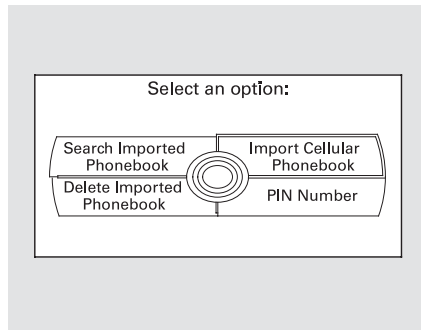 Select an option:
Search Imported
Phonebook
Import Cellular
Phonebook
Delete Imported
Phonebook
PIN Number